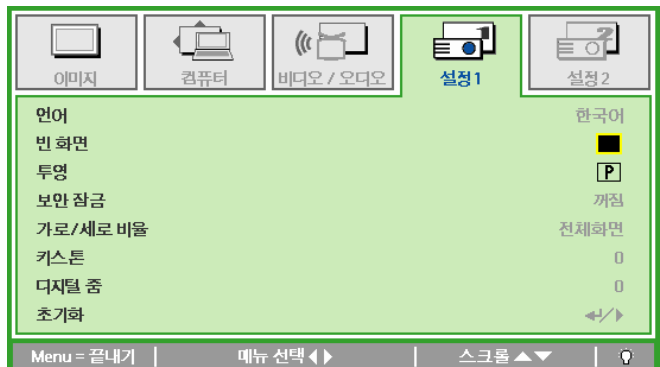 이미지 컴퓨터 비디오 / 오디오 설정1 설정2
언어 한국어
빈 화면
투영 P
보안 잠금 꺼짐
가로/세로 비율 전체화면
키스톤 0
디지털 줌 0
초기화 /
Menu = 끝내기 메뉴 선택 스크롤